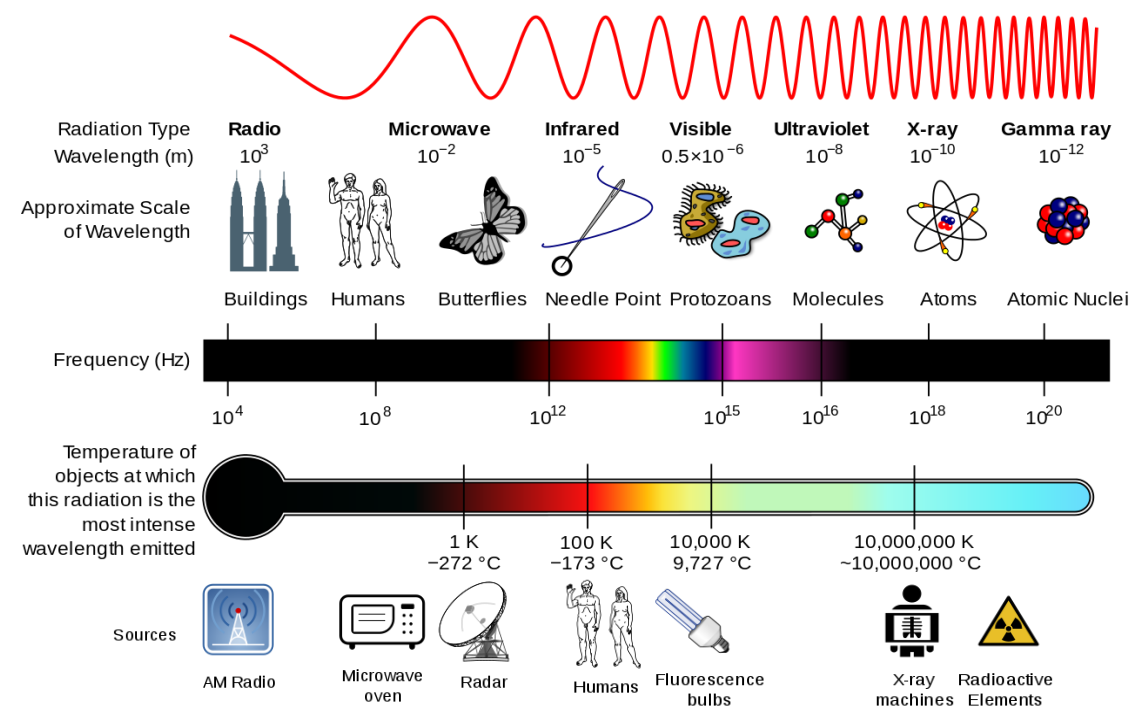 Radiation Type Radio Microwave Infrared Visible Ultraviolet X-ray Gamma ray
Wavelength (m) 10³ 10⁻² 10⁻⁵ 0.5×10⁻⁶ 10⁻⁸ 10⁻¹⁰ 10⁻¹²
Approximate Scale
of Wavelength
Buildings Humans Butterflies Needle Point Protozoans Molecules Atoms Atomic Nuclei
Frequency (Hz)
10⁴ 10⁸ 10¹² 10¹⁵ 10¹⁶ 10¹⁸ 10²⁰
Temperature of
objects at which
this radiation is the
most intense
wavelength emitted
1 K 100 K 10,000 K 10,000,000 K
−272 °C −173 °C 9,727 °C ~10,000,000 °C
Sources
AM Radio
Microwave
oven
Radar
Humans
Fluorescence
bulbs
X-ray
machines
Radioactive
Elements